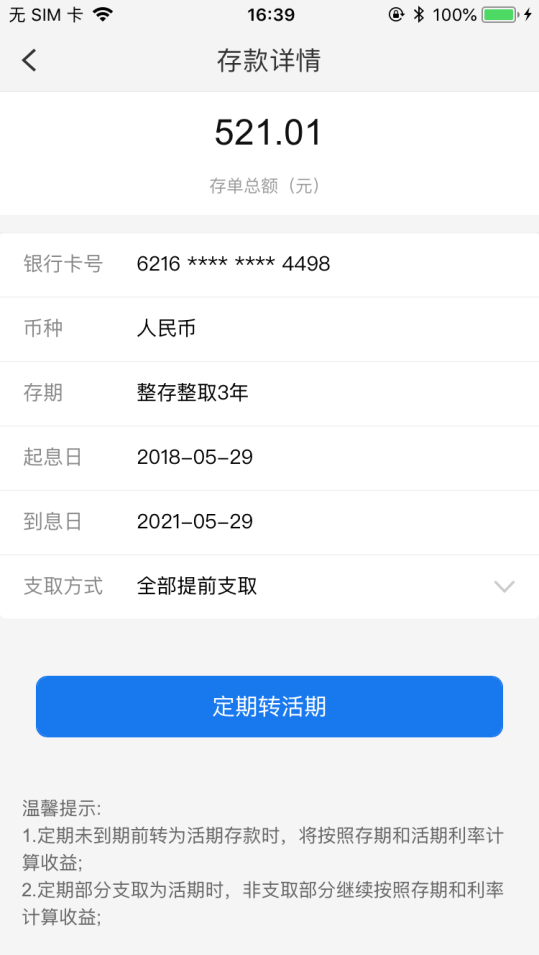 无 SIM 卡 16:39 100%
存款详情
521.01
存单总额（元）
银行卡号 6216 **** **** 4498
币种 人民币
存期 整存整取3年
起息日 2018-05-29
到息日 2021-05-29
支取方式 全部提前支取
定期转活期
温馨提示:
1.定期未到期前转为活期存款时，将按照存期和活期利率计
算收益;
2.定期部分支取为活期时，非支取部分继续按照存期和利率
计算收益;